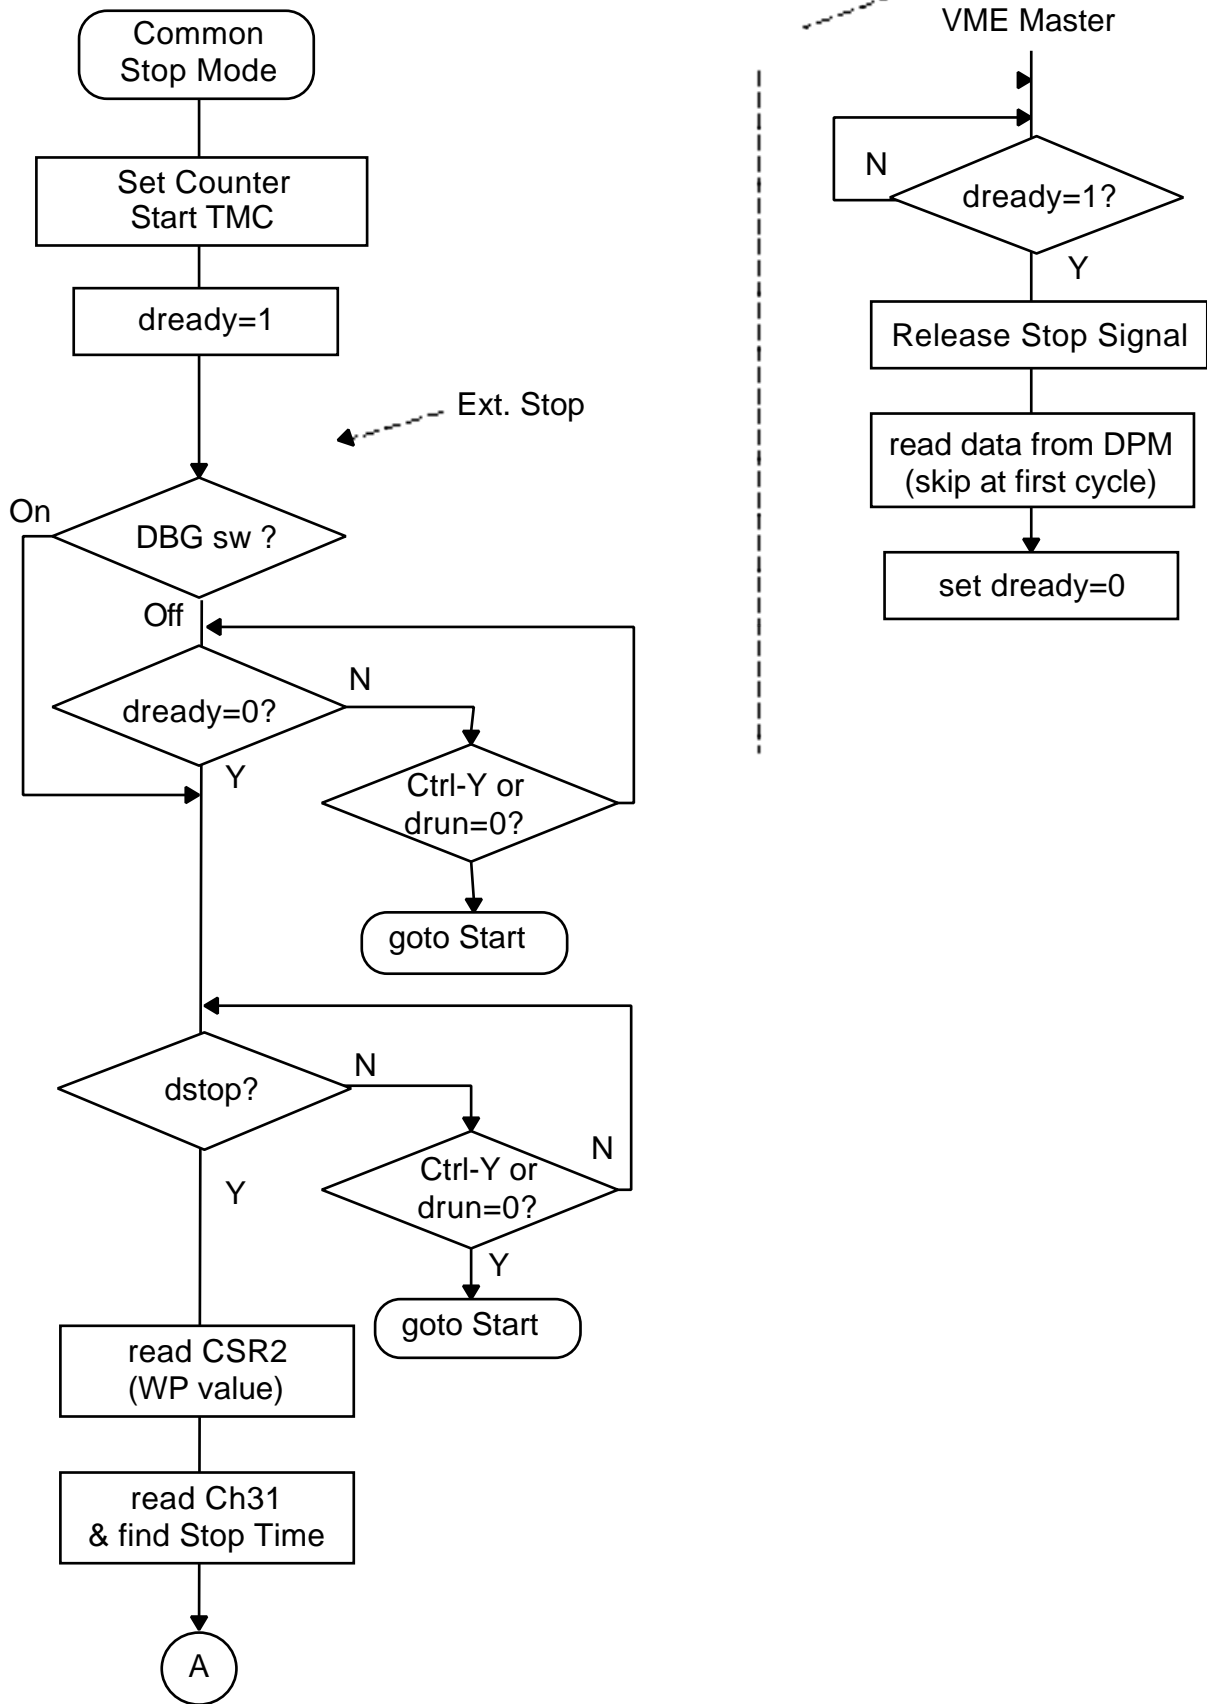 Common
Stop Mode
Set Counter
Start TMC
dready=1
Ext. Stop
On
DBG sw ?
Off
dready=0?
N
Y
Ctrl-Y or
drun=0?
goto Start
dstop?
N
Ctrl-Y or
drun=0?
N
Y
Y
goto Start
read CSR2
(WP value)
read Ch31
& find Stop Time
A
VME Master
N
dready=1?
Y
Release Stop Signal
read data from DPM
(skip at first cycle)
set dready=0